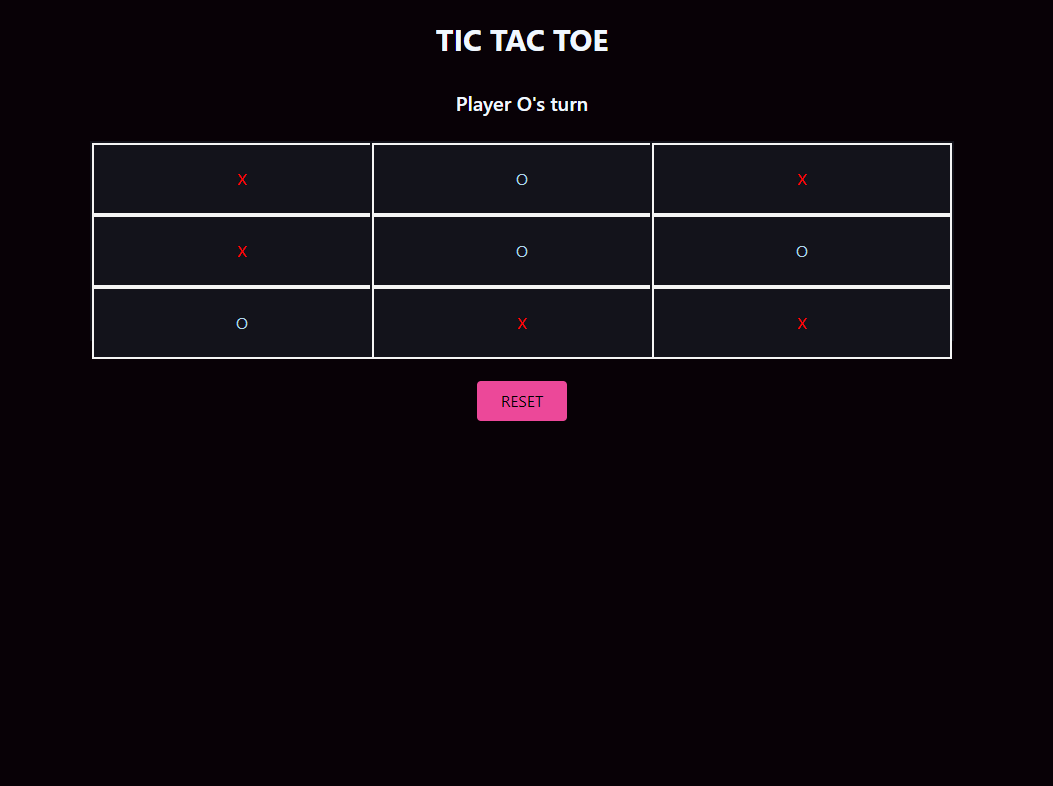 TIC TAC TOE
Player O's turn
X O X
X O O
O X X
RESET